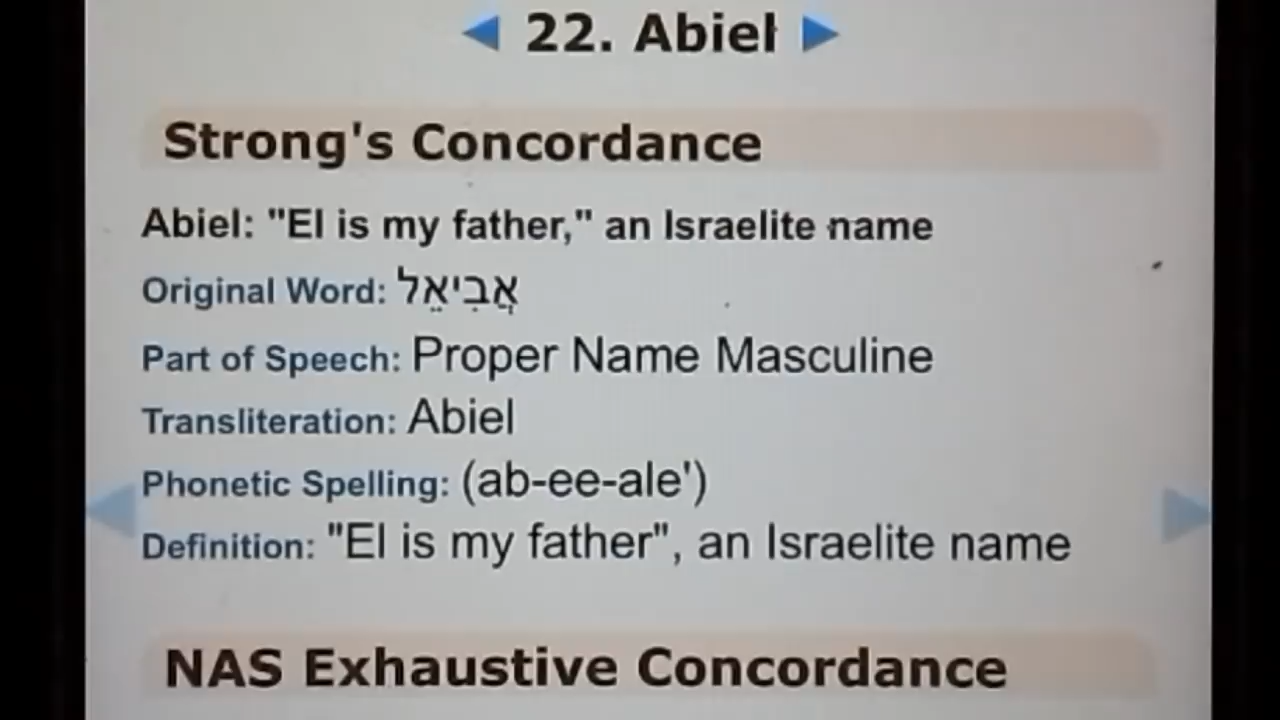 ◀ 22. Abiel ▶
Strong's Concordance
Abiel: "El is my father," an Israelite name
Original Word: אֲבִיאֵל
Part of Speech: Proper Name Masculine
Transliteration: Abiel
Phonetic Spelling: (ab-ee-ale')
Definition: "El is my father", an Israelite name
NAS Exhaustive Concordance